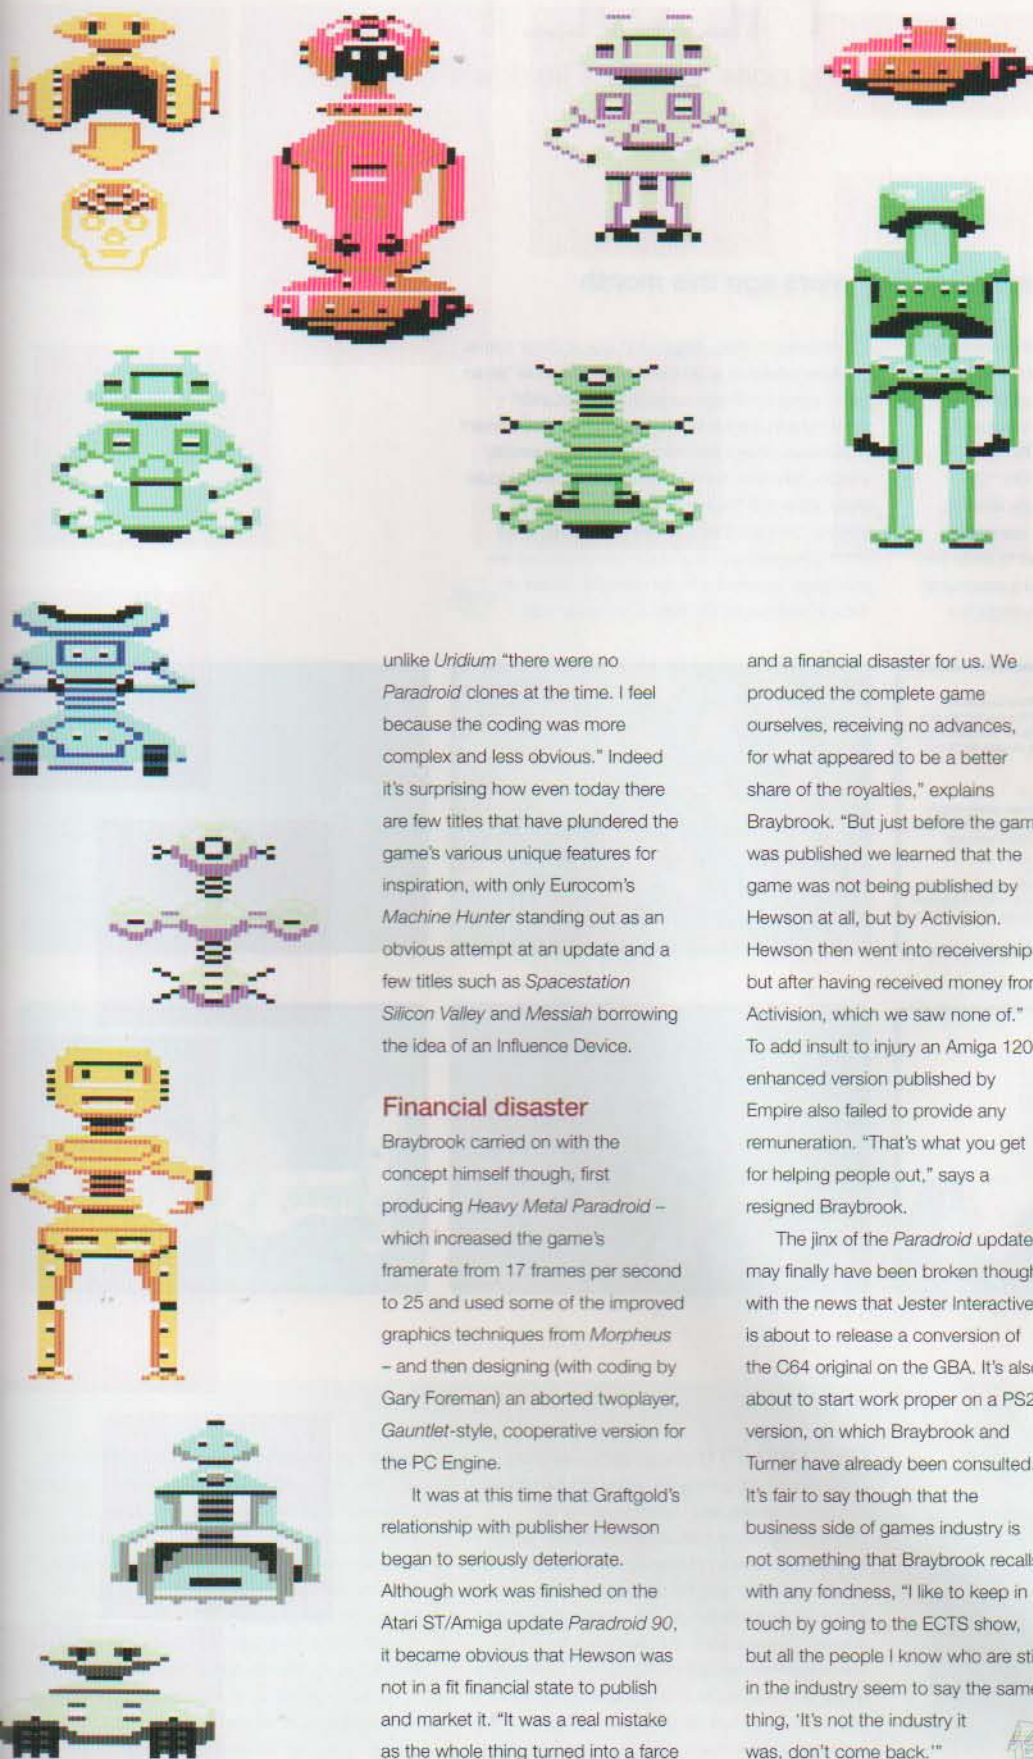 unlike Uridium “there were no
Paradroid clones at the time. I feel
because the coding was more
complex and less obvious.” Indeed
it's surprising how even today there
are few titles that have plundered the
game's various unique features for
inspiration, with only Eurocom's
Machine Hunter standing out as an
obvious attempt at an update and a
few titles such as Spacestation
Silicon Valley and Messiah borrowing
the idea of an Influence Device.
Financial disaster
Braybrook carried on with the
concept himself though, first
producing Heavy Metal Paradroid –
which increased the game's
framerate from 17 frames per second
to 25 and used some of the improved
graphics techniques from Morpheus
– and then designing (with coding by
Gary Foreman) an aborted twoplayer,
Gauntlet-style, cooperative version for
the PC Engine.
It was at this time that Graftgold's
relationship with publisher Hewson
began to seriously deteriorate.
Although work was finished on the
Atari ST/Amiga update Paradroid 90,
it became obvious that Hewson was
not in a fit financial state to publish
and market it. “It was a real mistake
as the whole thing turned into a farce
and a financial disaster for us. We
produced the complete game
ourselves, receiving no advances,
for what appeared to be a better
share of the royalties,” explains
Braybrook. “But just before the gam
was published we learned that the
game was not being published by
Hewson at all, but by Activision.
Hewson then went into receivership
but after having received money fror
Activision, which we saw none of.”
To add insult to injury an Amiga 120
enhanced version published by
Empire also failed to provide any
remuneration. “That's what you get
for helping people out,” says a
resigned Braybrook.
The jinx of the Paradroid update
may finally have been broken though
with the news that Jester Interactive
is about to release a conversion of
the C64 original on the GBA. It's also
about to start work proper on a PS2
version, on which Braybrook and
Turner have already been consulted.
It's fair to say though that the
business side of games industry is
not something that Braybrook recalls
with any fondness, “I like to keep in
touch by going to the ECTS show,
but all the people I know who are sti
in the industry seem to say the same
thing, ‘It's not the industry it
was, don't come back.’”